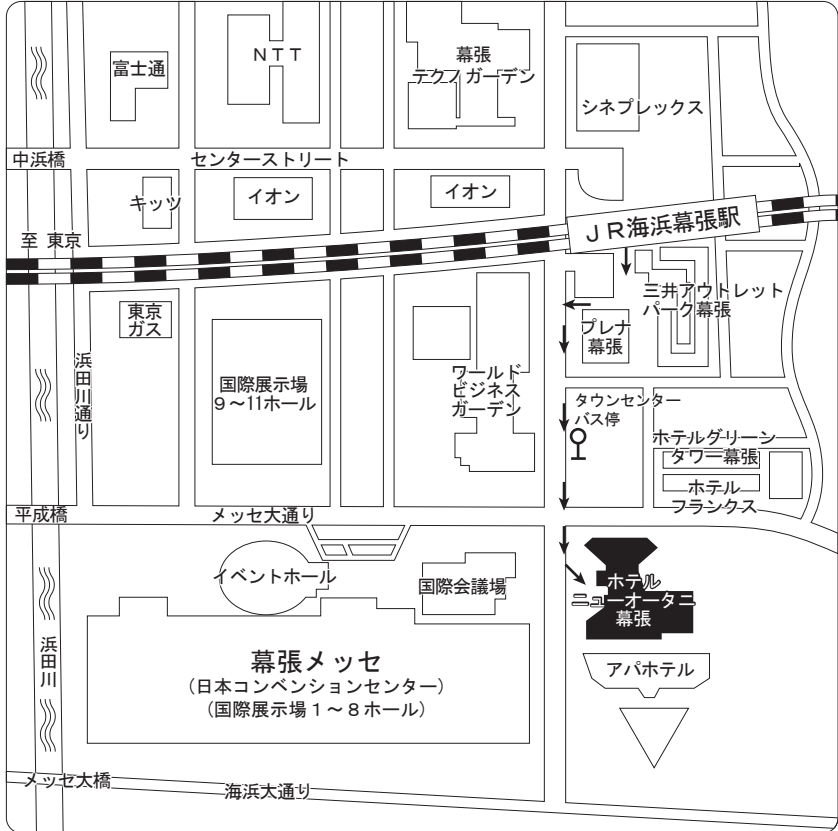 富士通
NTT
幕張
テクノガーデン
シネプレックス
中浜橋
センターストリート
キッツ
イオン
イオン
JR海浜幕張駅
至 東京
東京
ガス
浜田川通り
国際展示場
9〜11ホール
ワールド
ビジネス
ガーデン
プレナ
幕張
三井アウトレット
パーク幕張
タウンセンター
バス停
ホテルグリーン
タワー幕張
ホテル
フランクス
平成橋
メッセ大通り
イベントホール
国際会議場
ホテル
ニューオータニ
幕張
浜田川
幕張メッセ
(日本コンベンションセンター)
(国際展示場1〜8ホール)
アパホテル
メッセ大橋
海浜大通り